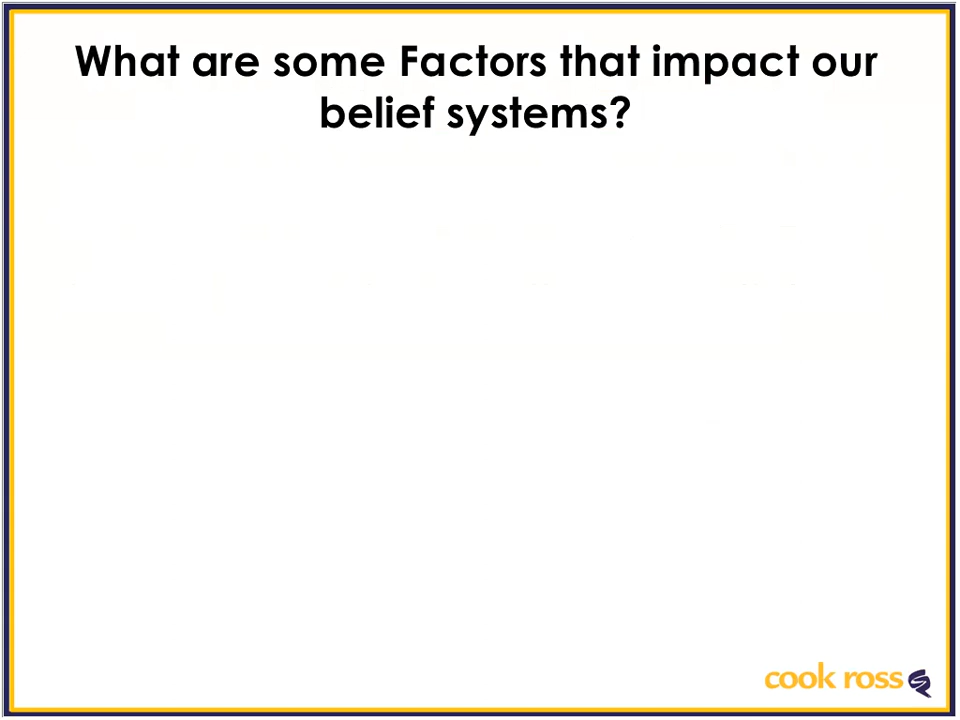 What are some Factors that impact our
belief systems?
cook ross